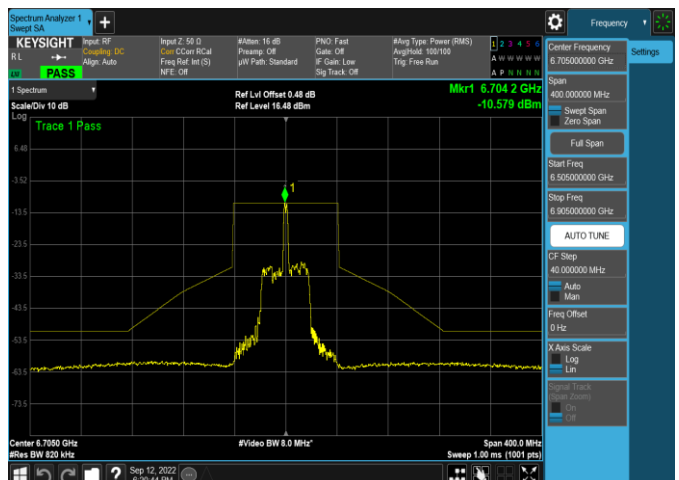 Spectrum Analyzer 1
Swept SA
Frequency
KEYSIGHT
RL
PASS
Input: RF
Coupling: DC
Align: Auto
Input Z: 50 Ω
Corr CCorr RCal
Freq Ref: Int (S)
NFE: Off
#Atten: 16 dB
Preamp: Off
µW Path: Standard
PNO: Fast
Gate: Off
IF Gain: Low
Sig Track: Off
#Avg Type: Power (RMS)
Avg|Hold: 100/100
Trig: Free Run
1 2 3 4 5 6
A W W W W W
A P N N N N
1 Spectrum
Scale/Div 10 dB
Log
Ref Lvl Offset 0.48 dB
Ref Level 16.48 dBm
Mkr1 6.704 2 GHz
-10.579 dBm
Trace 1 Pass
1
6.48
-3.52
-13.5
-23.5
-33.5
-43.5
-53.5
-63.5
-73.5
Center 6.7050 GHz
#Res BW 820 kHz
#Video BW 8.0 MHz*
Span 400.0 MHz
Sweep 1.00 ms (1001 pts)
Sep 12, 2022
Center Frequency
6.705000000 GHz
Span
400.000000 MHz
Swept Span
Zero Span
Full Span
Start Freq
6.505000000 GHz
Stop Freq
6.905000000 GHz
AUTO TUNE
CF Step
40.000000 MHz
Auto
Man
Freq Offset
0 Hz
X Axis Scale
Log
Lin
Signal Track
(Span Zoom)
On
Off
Settings